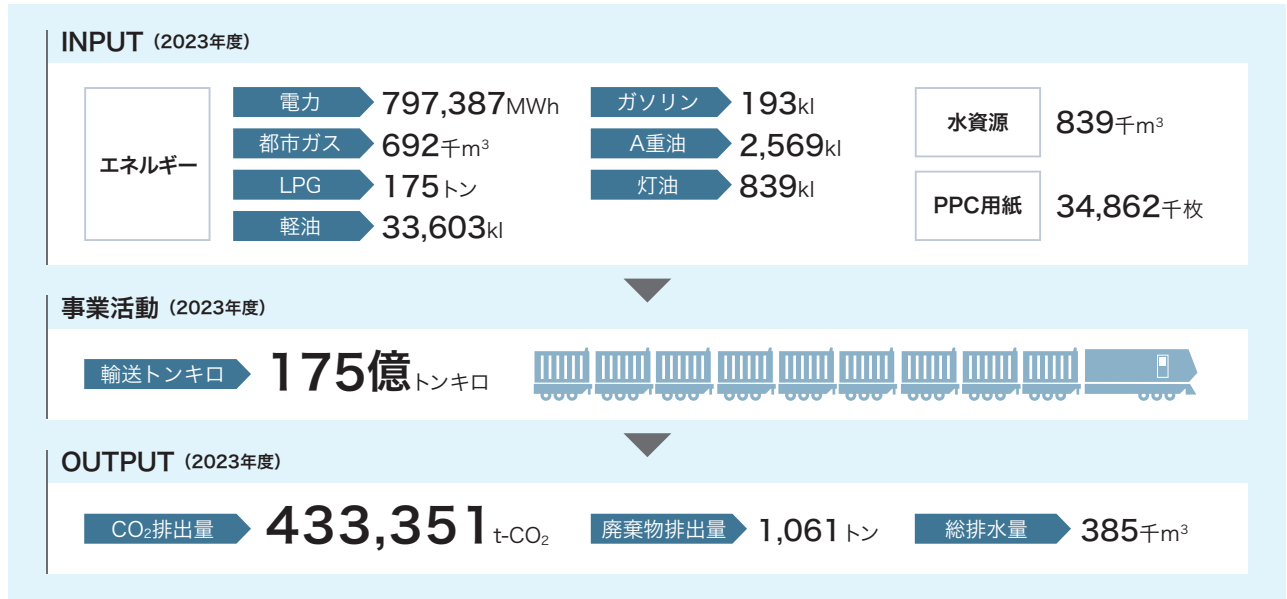 INPUT（2023年度）
エネルギー
電力 797,387MWh
都市ガス 692千m³
LPG 175トン
軽油 33,603kl
ガソリン 193kl
A重油 2,569kl
灯油 839kl
水資源 839千m³
PPC用紙 34,862千枚
事業活動（2023年度）
輸送トンキロ 175億トンキロ
OUTPUT（2023年度）
CO₂排出量 433,351t-CO₂
廃棄物排出量 1,061トン
総排水量 385千m³